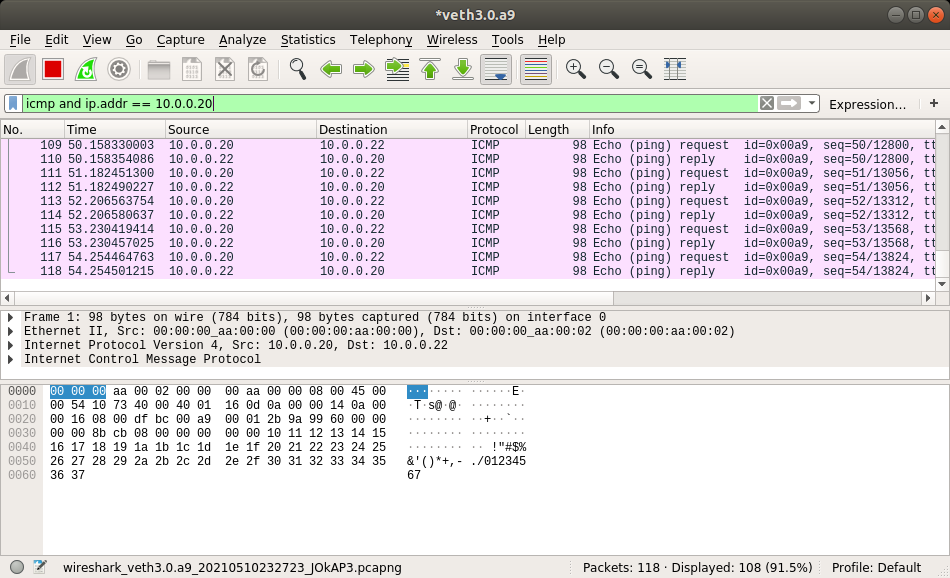 *veth3.0.a9
File Edit View Go Capture Analyze Statistics Telephony Wireless Tools Help
icmp and ip.addr == 10.0.0.20 Expression... +
No. Time Source Destination Protocol Length Info
109 50.158330003 10.0.0.20 10.0.0.22 ICMP 98 Echo (ping) request id=0x00a9, seq=50/12800, tt
110 50.158354086 10.0.0.22 10.0.0.20 ICMP 98 Echo (ping) reply id=0x00a9, seq=50/12800, tt
111 51.182451300 10.0.0.20 10.0.0.22 ICMP 98 Echo (ping) request id=0x00a9, seq=51/13056, tt
112 51.182490227 10.0.0.22 10.0.0.20 ICMP 98 Echo (ping) reply id=0x00a9, seq=51/13056, tt
113 52.206563754 10.0.0.20 10.0.0.22 ICMP 98 Echo (ping) request id=0x00a9, seq=52/13312, tt
114 52.206580637 10.0.0.22 10.0.0.20 ICMP 98 Echo (ping) reply id=0x00a9, seq=52/13312, tt
115 53.230419414 10.0.0.20 10.0.0.22 ICMP 98 Echo (ping) request id=0x00a9, seq=53/13568, tt
116 53.230457025 10.0.0.22 10.0.0.20 ICMP 98 Echo (ping) reply id=0x00a9, seq=53/13568, tt
117 54.254464763 10.0.0.20 10.0.0.22 ICMP 98 Echo (ping) request id=0x00a9, seq=54/13824, tt
118 54.254501215 10.0.0.22 10.0.0.20 ICMP 98 Echo (ping) reply id=0x00a9, seq=54/13824, tt
Frame 1: 98 bytes on wire (784 bits), 98 bytes captured (784 bits) on interface 0
Ethernet II, Src: 00:00:00_aa:00:00 (00:00:00:aa:00:00), Dst: 00:00:00_aa:00:02 (00:00:00:aa:00:02)
Internet Protocol Version 4, Src: 10.0.0.20, Dst: 10.0.0.22
Internet Control Message Protocol
0000 00 00 00 aa 00 02 00 00 00 aa 00 00 08 00 45 00 ········ ······E·
0010 00 54 10 73 40 00 40 01 16 0d 0a 00 00 14 0a 00 ·T·s@·@· ········
0020 00 16 08 00 df bc 00 a9 00 01 2b 9a 99 60 00 00 ········ ··+··`··
0030 00 00 8b cb 08 00 00 00 00 00 10 11 12 13 14 15 ········ ········
0040 16 17 18 19 1a 1b 1c 1d 1e 1f 20 21 22 23 24 25 ········ ·· !"#$%
0050 26 27 28 29 2a 2b 2c 2d 2e 2f 30 31 32 33 34 35 &'()*+,- ./012345
0060 36 37 67
wireshark_veth3.0.a9_20210510232723_JOkAP3.pcapng Packets: 118 · Displayed: 108 (91.5%) Profile: Default